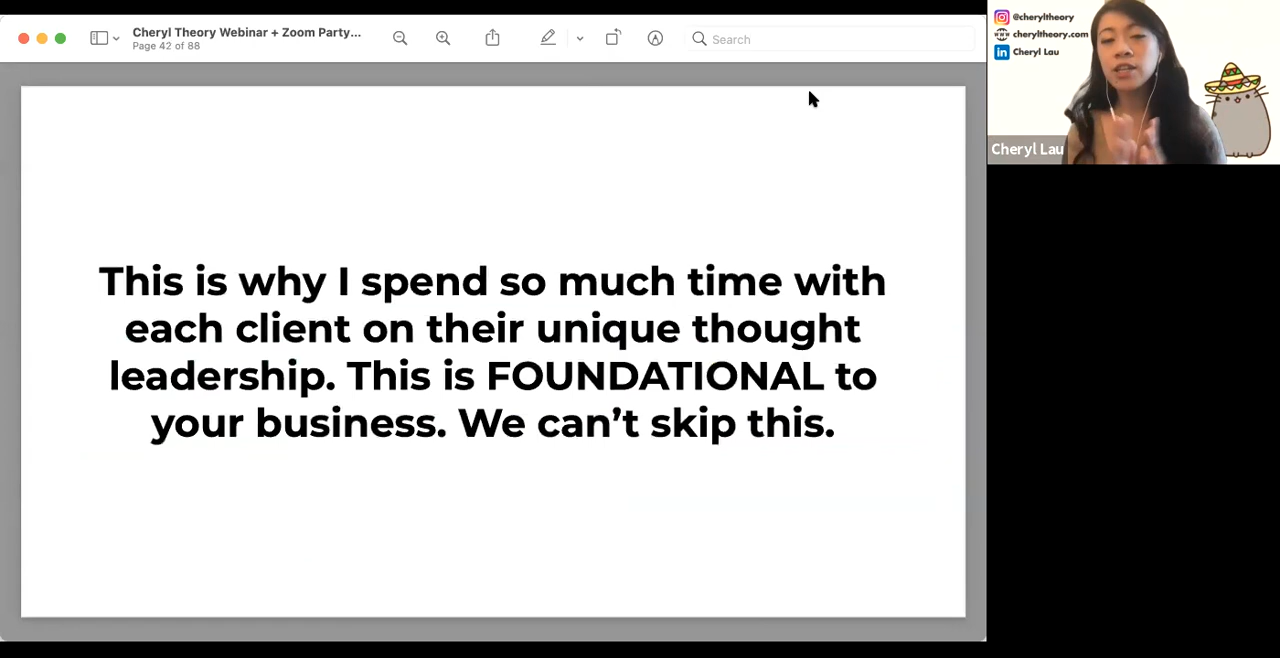 Cheryl Theory Webinar + Zoom Party...
Page 42 of 88
Search
This is why I spend so much time with
each client on their unique thought
leadership. This is FOUNDATIONAL to
your business. We can’t skip this.
@cheryltheory
cheryltheory.com
Cheryl Lau
Cheryl Lau